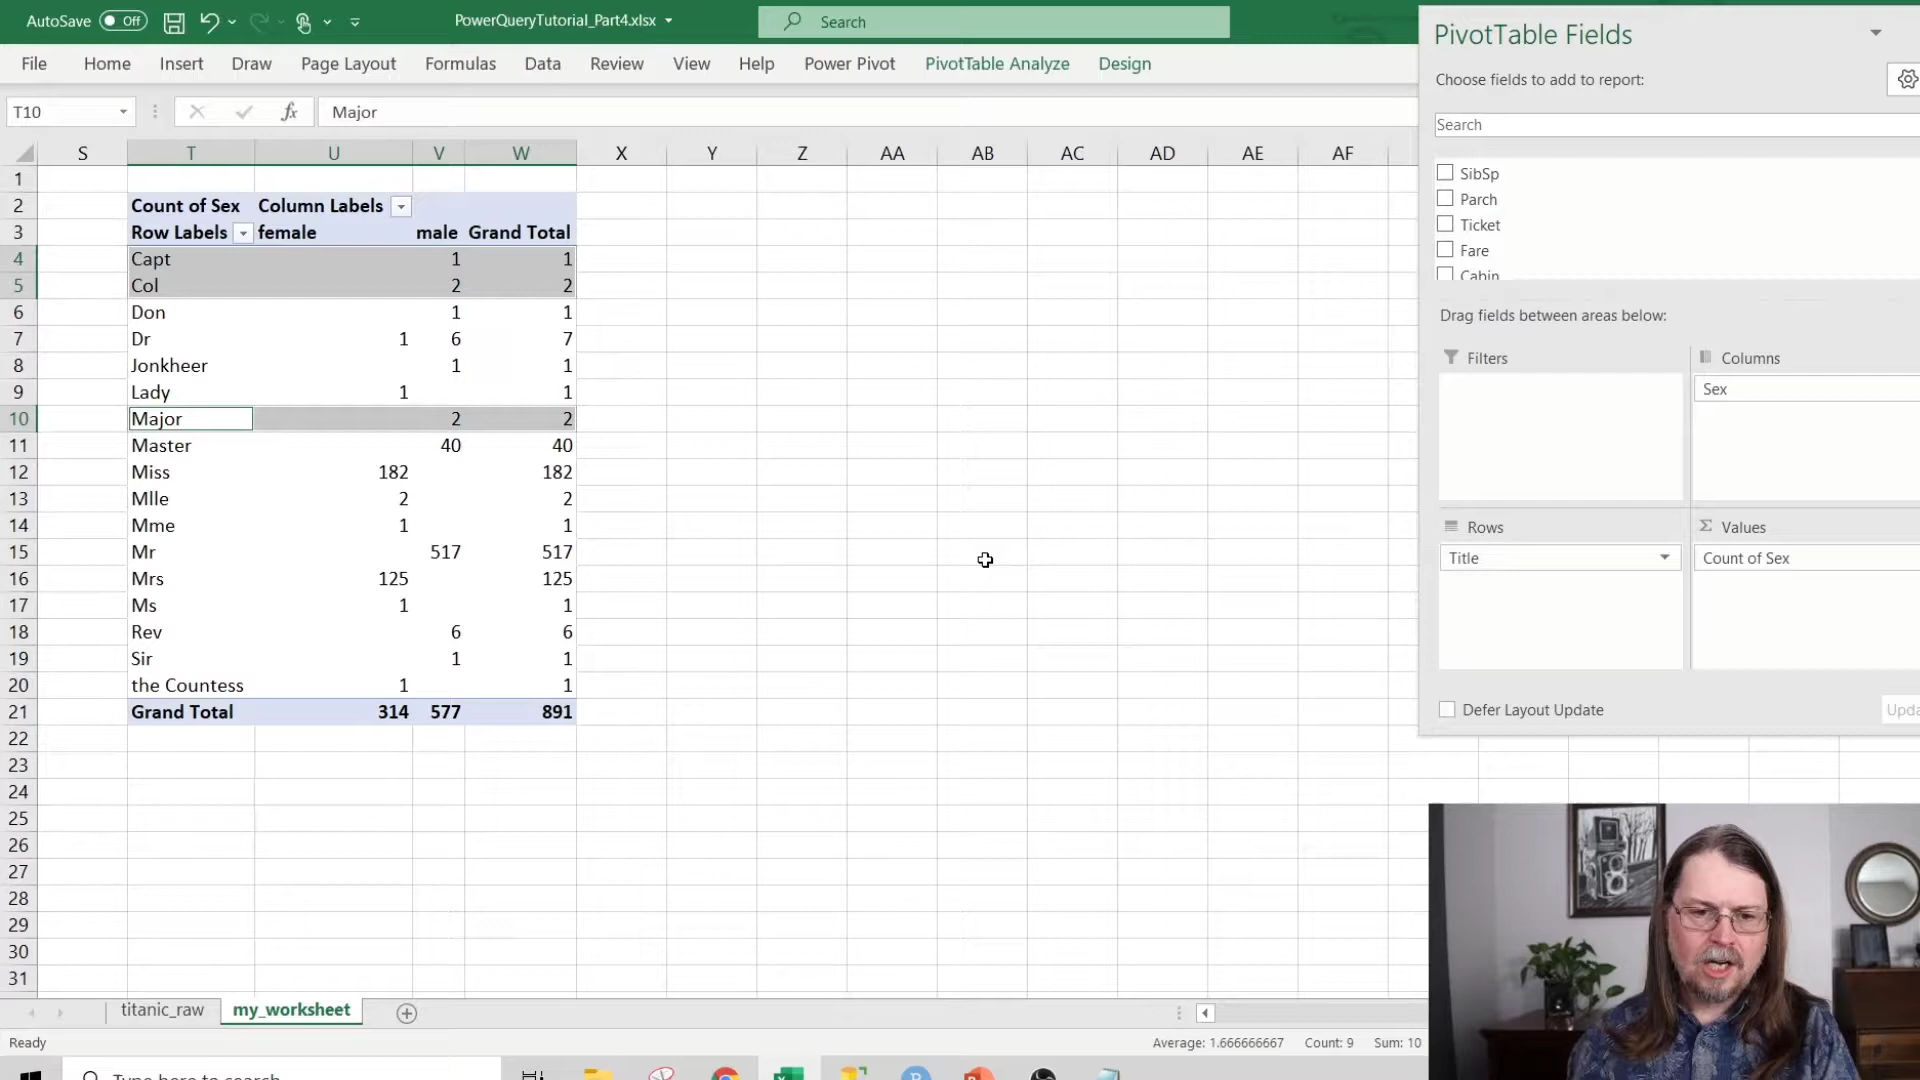 AutoSave Off PowerQueryTutorial_Part4.xlsx Search
File Home Insert Draw Page Layout Formulas Data Review View Help Power Pivot PivotTable Analyze Design
T10 fx Major
S T U V W X Y Z AA AB AC AD AE AF
1
2 Count of Sex Column Labels
3 Row Labels female male Grand Total
4 Capt 1 1
5 Col 2 2
6 Don 1 1
7 Dr 1 6 7
8 Jonkheer 1 1
9 Lady 1 1
10 Major 2 2
11 Master 40 40
12 Miss 182 182
13 Mlle 2 2
14 Mme 1 1
15 Mr 517 517
16 Mrs 125 125
17 Ms 1 1
18 Rev 6 6
19 Sir 1 1
20 the Countess 1 1
21 Grand Total 314 577 891
22
23
24
25
26
27
28
29
30
31
titanic_raw my_worksheet
Ready Average: 1.666666667 Count: 9 Sum: 10
Type here to search
PivotTable Fields
Choose fields to add to report:
Search
SibSp
Parch
Ticket
Fare
Cabin
Drag fields between areas below:
Filters Columns
Sex
Rows Σ Values
Title Count of Sex
Defer Layout Update Upda